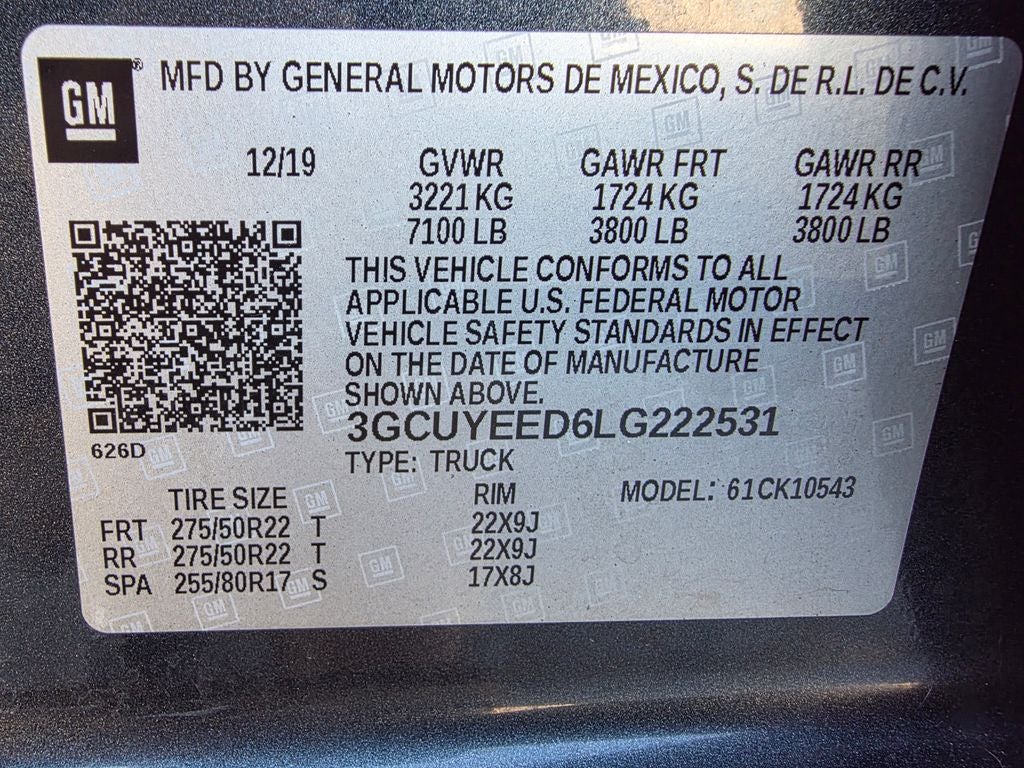 GM® MFD BY GENERAL MOTORS DE MEXICO, S. DE R.L. DE C.V.
12/19 GVWR GAWR FRT GAWR RR
3221 KG 1724 KG 1724 KG
7100 LB 3800 LB 3800 LB
THIS VEHICLE CONFORMS TO ALL
APPLICABLE U.S. FEDERAL MOTOR
VEHICLE SAFETY STANDARDS IN EFFECT
ON THE DATE OF MANUFACTURE
SHOWN ABOVE.
3GCUYEED6LG222531
626D
TYPE: TRUCK
TIRE SIZE RIM MODEL: 61CK10543
FRT 275/50R22 T 22X9J
RR 275/50R22 T 22X9J
SPA 255/80R17 S 17X8J